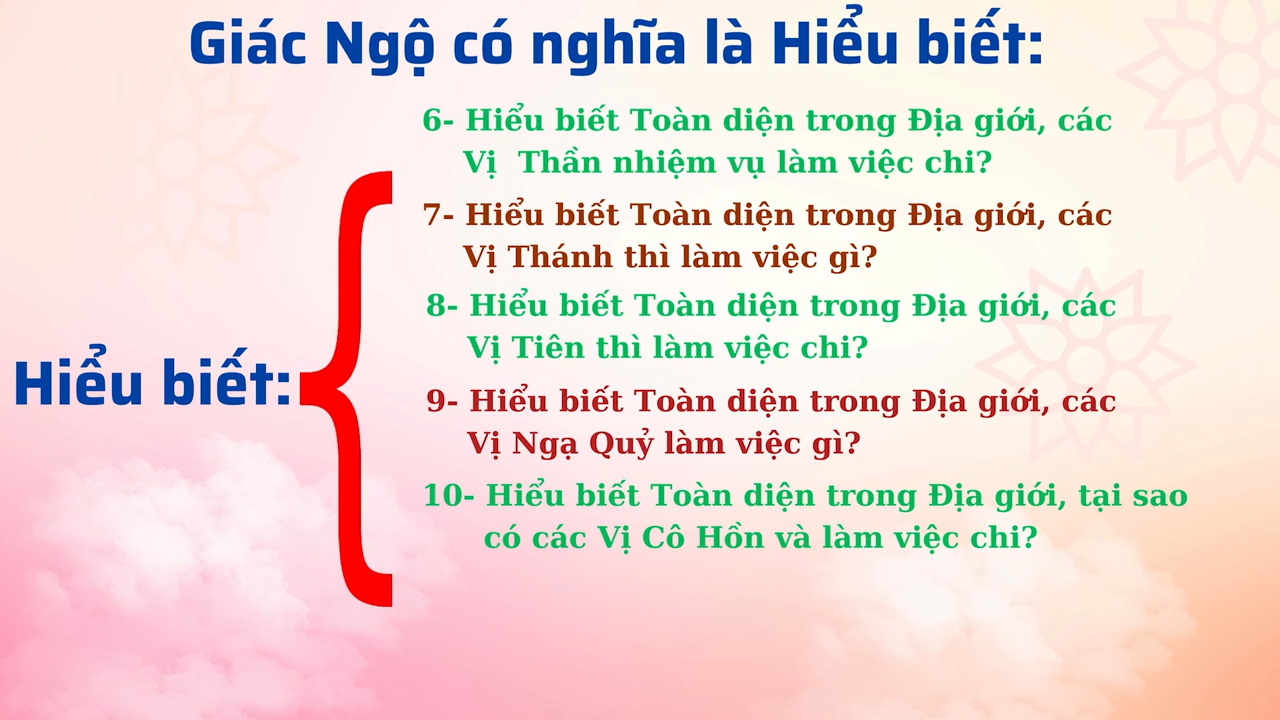 Giác Ngộ có nghĩa là Hiểu biết:
6- Hiểu biết Toàn diện trong Địa giới, các
Vị Thần nhiệm vụ làm việc chi?
7- Hiểu biết Toàn diện trong Địa giới, các
Vị Thánh thì làm việc gì?
8- Hiểu biết Toàn diện trong Địa giới, các
Vị Tiên thì làm việc chi?
Hiểu biết:
9- Hiểu biết Toàn diện trong Địa giới, các
Vị Ngạ Quỷ làm việc gì?
10- Hiểu biết Toàn diện trong Địa giới, tại sao
có các Vị Cô Hồn và làm việc chi?